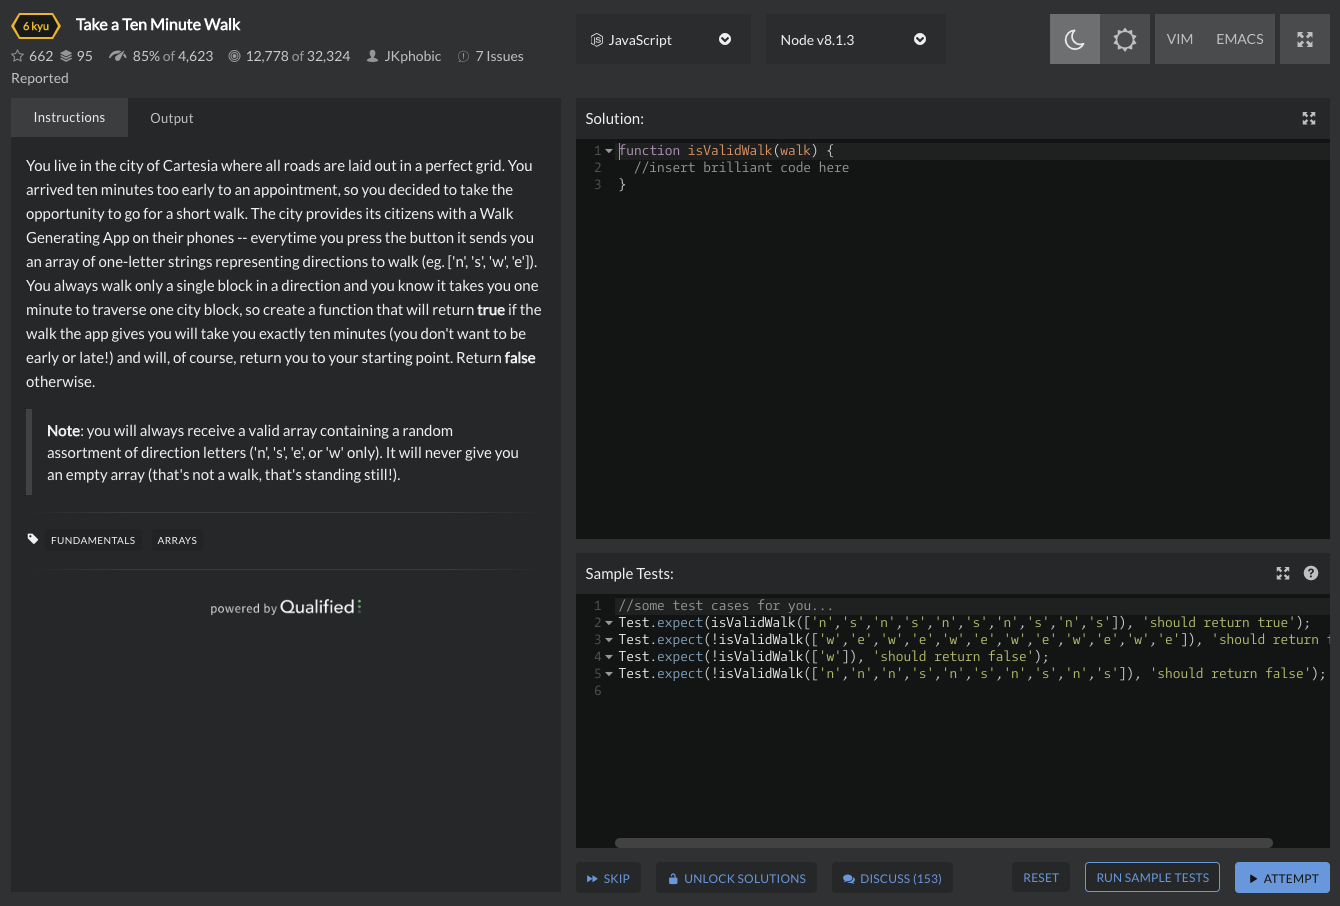 6 kyu Take a Ten Minute Walk
662 95 85% of 4,623 12,778 of 32,324 JKphobic 7 Issues
Reported
JavaScript
Node v8.1.3
VIM EMACS
Instructions Output
You live in the city of Cartesia where all roads are laid out in a perfect grid. You
arrived ten minutes too early to an appointment, so you decided to take the
opportunity to go for a short walk. The city provides its citizens with a Walk
Generating App on their phones -- everytime you press the button it sends you
an array of one-letter strings representing directions to walk (eg. ['n', 's', 'w', 'e']).
You always walk only a single block in a direction and you know it takes you one
minute to traverse one city block, so create a function that will return true if the
walk the app gives you will take you exactly ten minutes (you don't want to be
early or late!) and will, of course, return you to your starting point. Return false
otherwise.
Note: you will always receive a valid array containing a random
assortment of direction letters ('n', 's', 'e', or 'w' only). It will never give you
an empty array (that's not a walk, that's standing still!).
FUNDAMENTALS ARRAYS
powered by Qualified
Solution:
1 function isValidWalk(walk) {
2 //insert brilliant code here
3 }
Sample Tests:
1 //some test cases for you...
2 Test.expect(isValidWalk(['n','s','n','s','n','s','n','s','n','s']), 'should return true');
3 Test.expect(!isValidWalk(['w','e','w','e','w','e','w','e','w','e','w','e']), 'should return f
4 Test.expect(!isValidWalk(['w']), 'should return false');
5 Test.expect(!isValidWalk(['n','n','n','s','n','s','n','s','n','s']), 'should return false');
6
SKIP UNLOCK SOLUTIONS DISCUSS (153) RESET RUN SAMPLE TESTS ATTEMPT